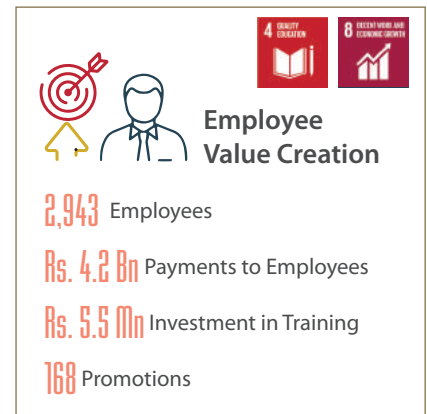 4 QUALITY EDUCATION
8 DECENT WORK AND ECONOMIC GROWTH
Employee
Value Creation
2,943 Employees
Rs. 4.2 Bn Payments to Employees
Rs. 5.5 Mn Investment in Training
168 Promotions